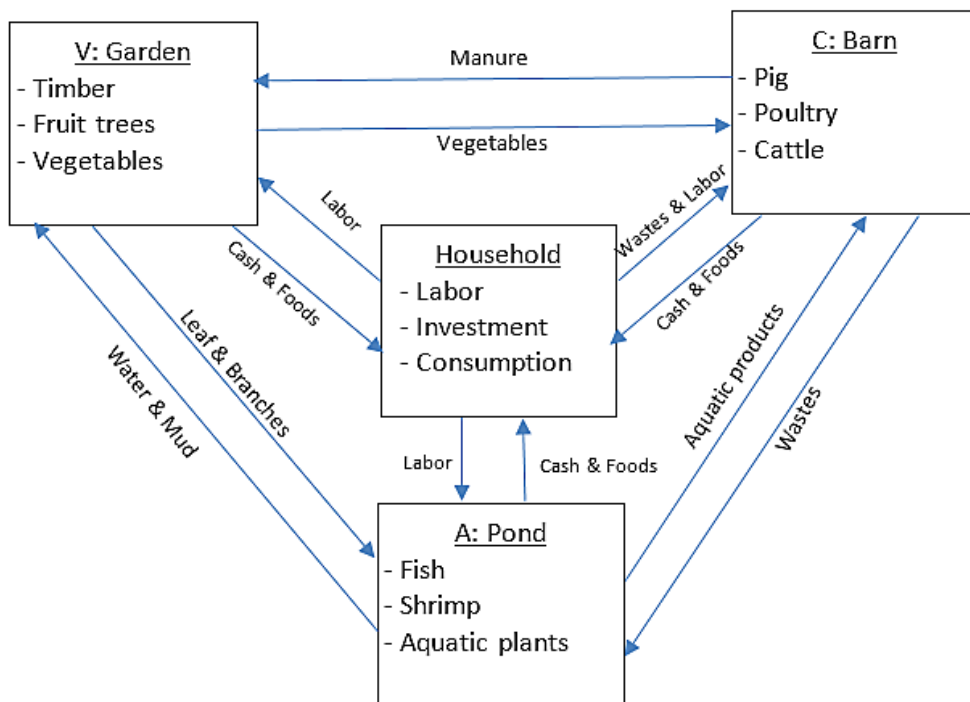 V: Garden
- Timber
- Fruit trees
- Vegetables
Manure
Vegetables
C: Barn
- Pig
- Poultry
- Cattle
Labor
Cash & Foods
Household
- Labor
- Investment
- Consumption
Wastes & Labor
Cash & Foods
Leaf & Branches
Water & Mud
Aquatic products
Wastes
Labor
Cash & Foods
A: Pond
- Fish
- Shrimp
- Aquatic plants